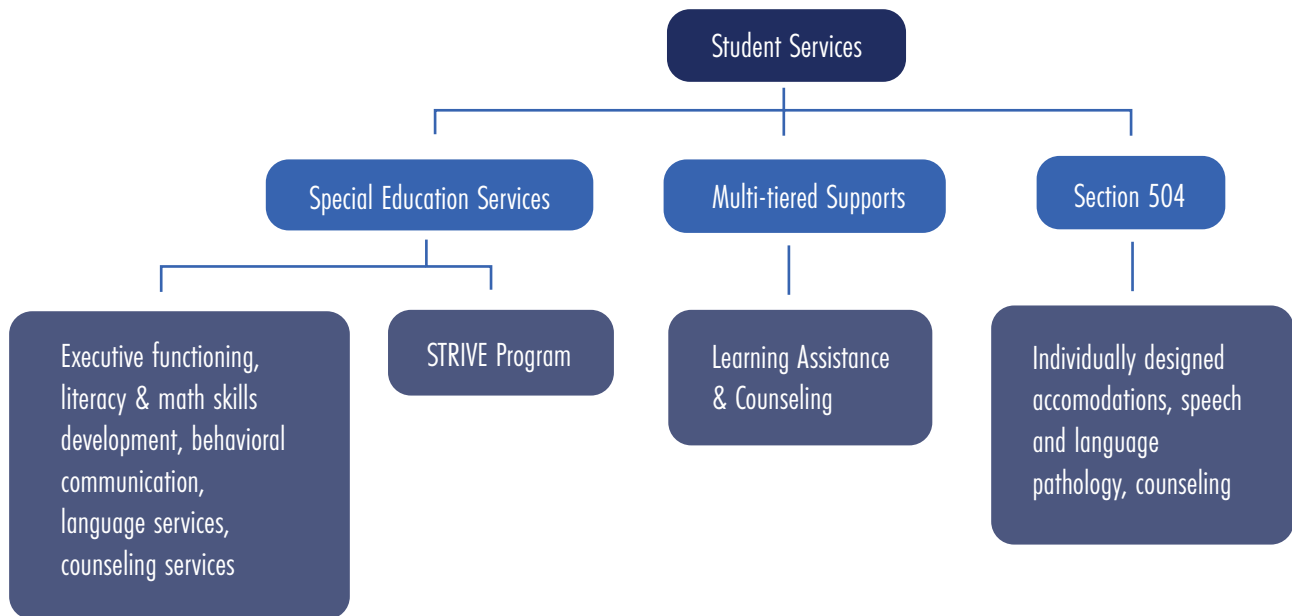 Student Services
Special Education Services
Multi-tiered Supports
Section 504
Executive functioning,
literacy & math skills
development, behavioral
communication,
language services,
counseling services
STRIVE Program
Learning Assistance
& Counseling
Individually designed
accomodations, speech
and language
pathology, counseling